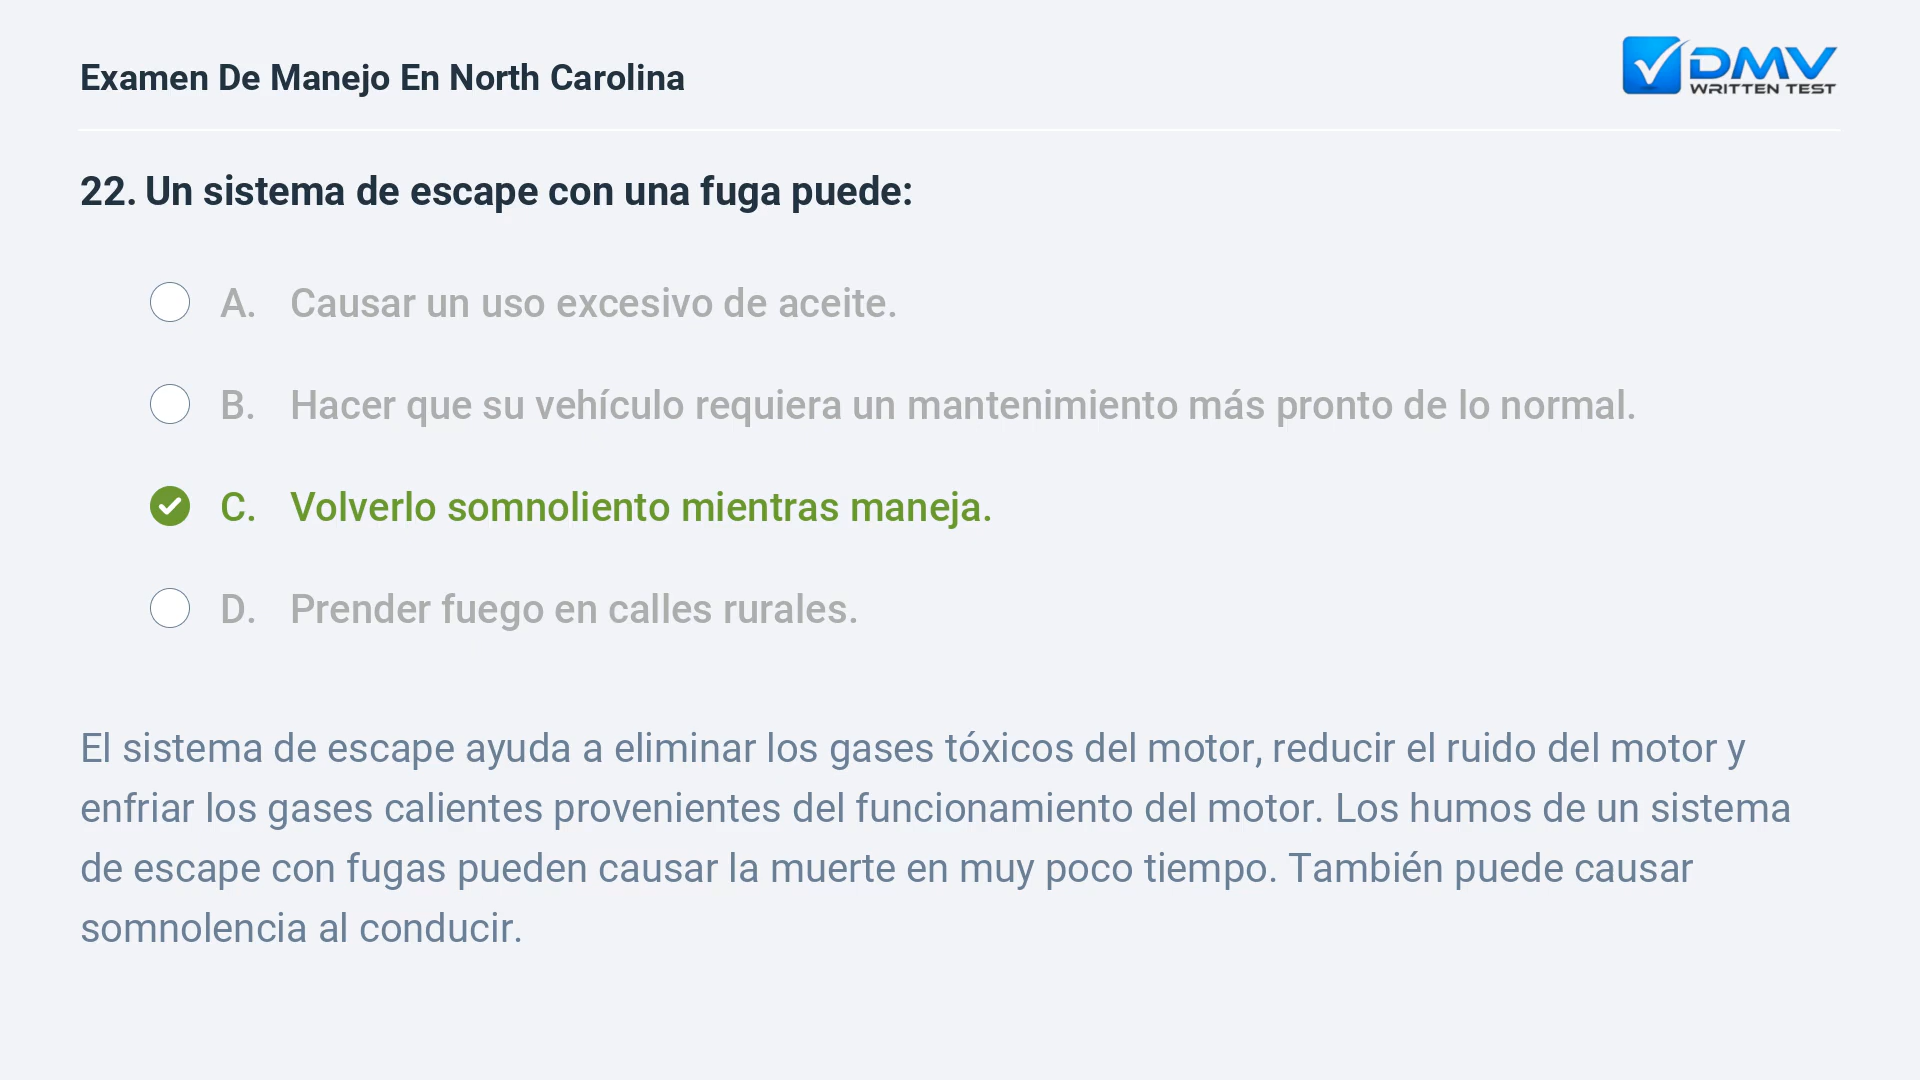 Examen De Manejo En North Carolina
DMV
WRITTEN TEST
22. Un sistema de escape con una fuga puede:
A. Causar un uso excesivo de aceite.
B. Hacer que su vehículo requiera un mantenimiento más pronto de lo normal.
C. Volverlo somnoliento mientras maneja.
D. Prender fuego en calles rurales.
El sistema de escape ayuda a eliminar los gases tóxicos del motor, reducir el ruido del motor y
enfriar los gases calientes provenientes del funcionamiento del motor. Los humos de un sistema
de escape con fugas pueden causar la muerte en muy poco tiempo. También puede causar
somnolencia al conducir.